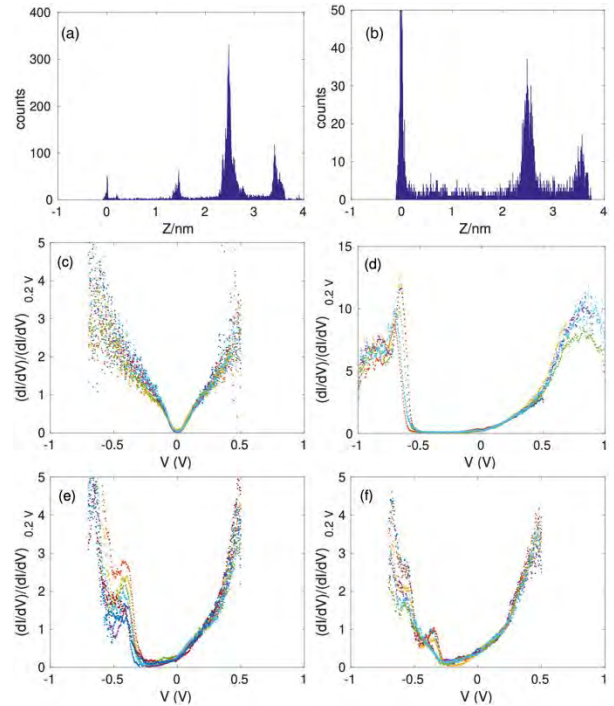 (a)
400
300
200
100
0
counts
-1 0 1 2 3 4
Z/nm
(b)
50
40
30
20
10
0
counts
-1 0 1 2 3 4
Z/nm
(c)
5
4
3
2
1
0
(dI/dV)/(dI/dV) 0.2 V
-1 -0.5 0 0.5 1
V (V)
(d)
15
10
5
0
(dI/dV)/(dI/dV) 0.2 V
-1 -0.5 0 0.5 1
V (V)
(e)
5
4
3
2
1
0
(dI/dV)/(dI/dV) 0.2 V
-1 -0.5 0 0.5 1
V (V)
(f)
5
4
3
2
1
0
(dI/dV)/(dI/dV) 0.2 V
-1 -0.5 0 0.5 1
V (V)